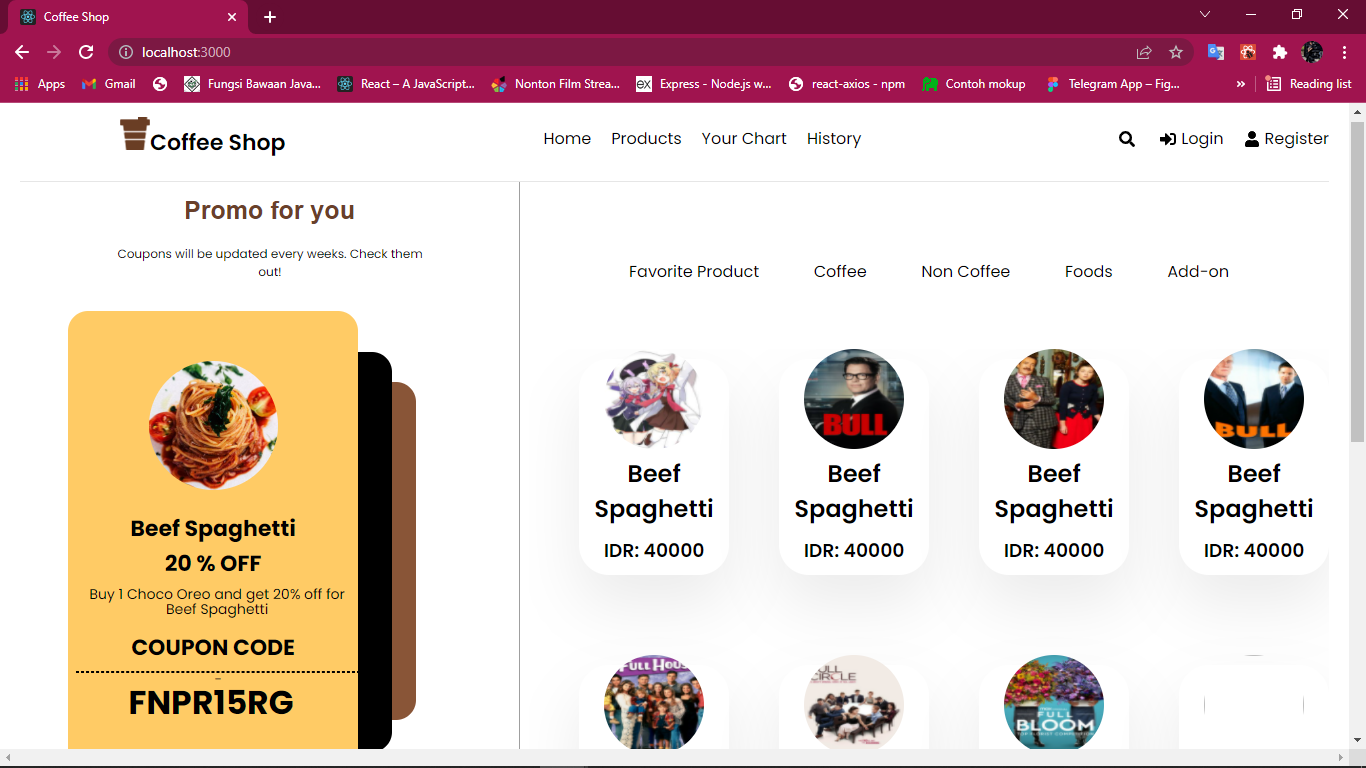 Coffee Shop
localhost:3000
Apps
Gmail
Fungsi Bawaan Java...
React – A JavaScript...
Nonton Film Strea...
ex
Express - Node.js w...
react-axios - npm
Contoh mokup
Telegram App – Fig...
»
Reading list
Coffee Shop
Home
Products
Your Chart
History
Login
Register
Promo for you
Coupons will be updated every weeks. Check them
out!
Favorite Product
Coffee
Non Coffee
Foods
Add-on
Beef Spaghetti
20 % OFF
Buy 1 Choco Oreo and get 20% off for
Beef Spaghetti
COUPON CODE
FNPR15RG
BULL
Beef
Spaghetti
IDR: 40000
Beef
Spaghetti
IDR: 40000
Beef
Spaghetti
IDR: 40000
BULL
Beef
Spaghetti
IDR: 40000
FULL HOUS
FULL
CIRCLE
FULL
BLOOM